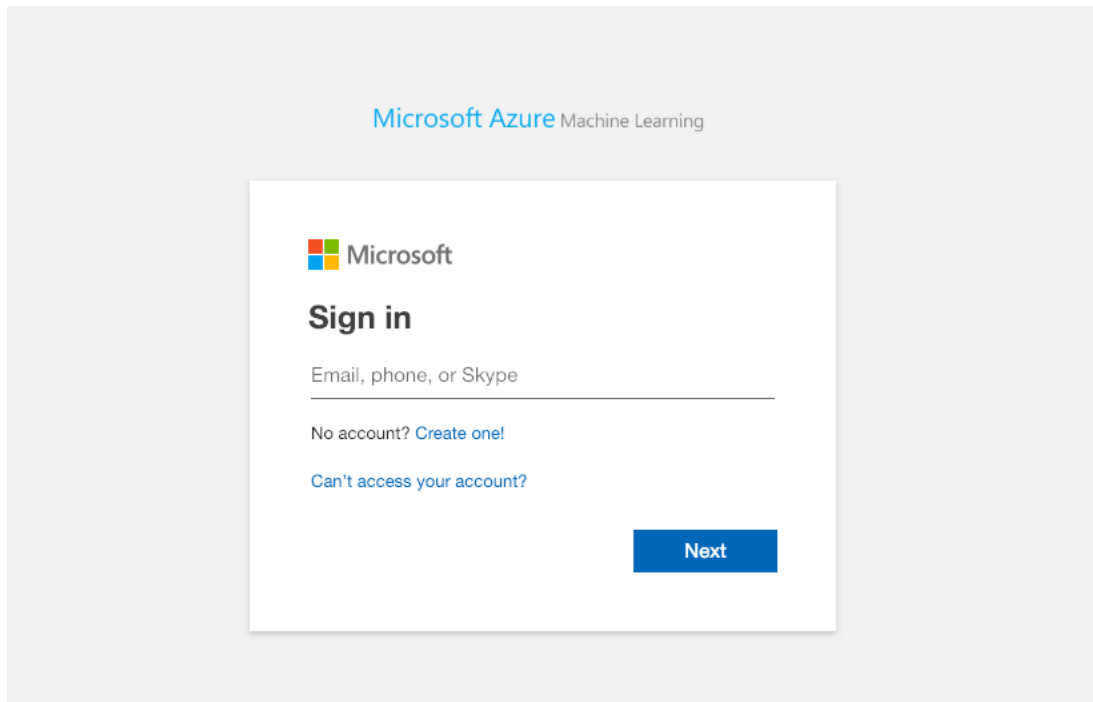 Microsoft Azure Machine Learning
Microsoft
Sign in
Email, phone, or Skype
No account? Create one!
Can't access your account?
Next